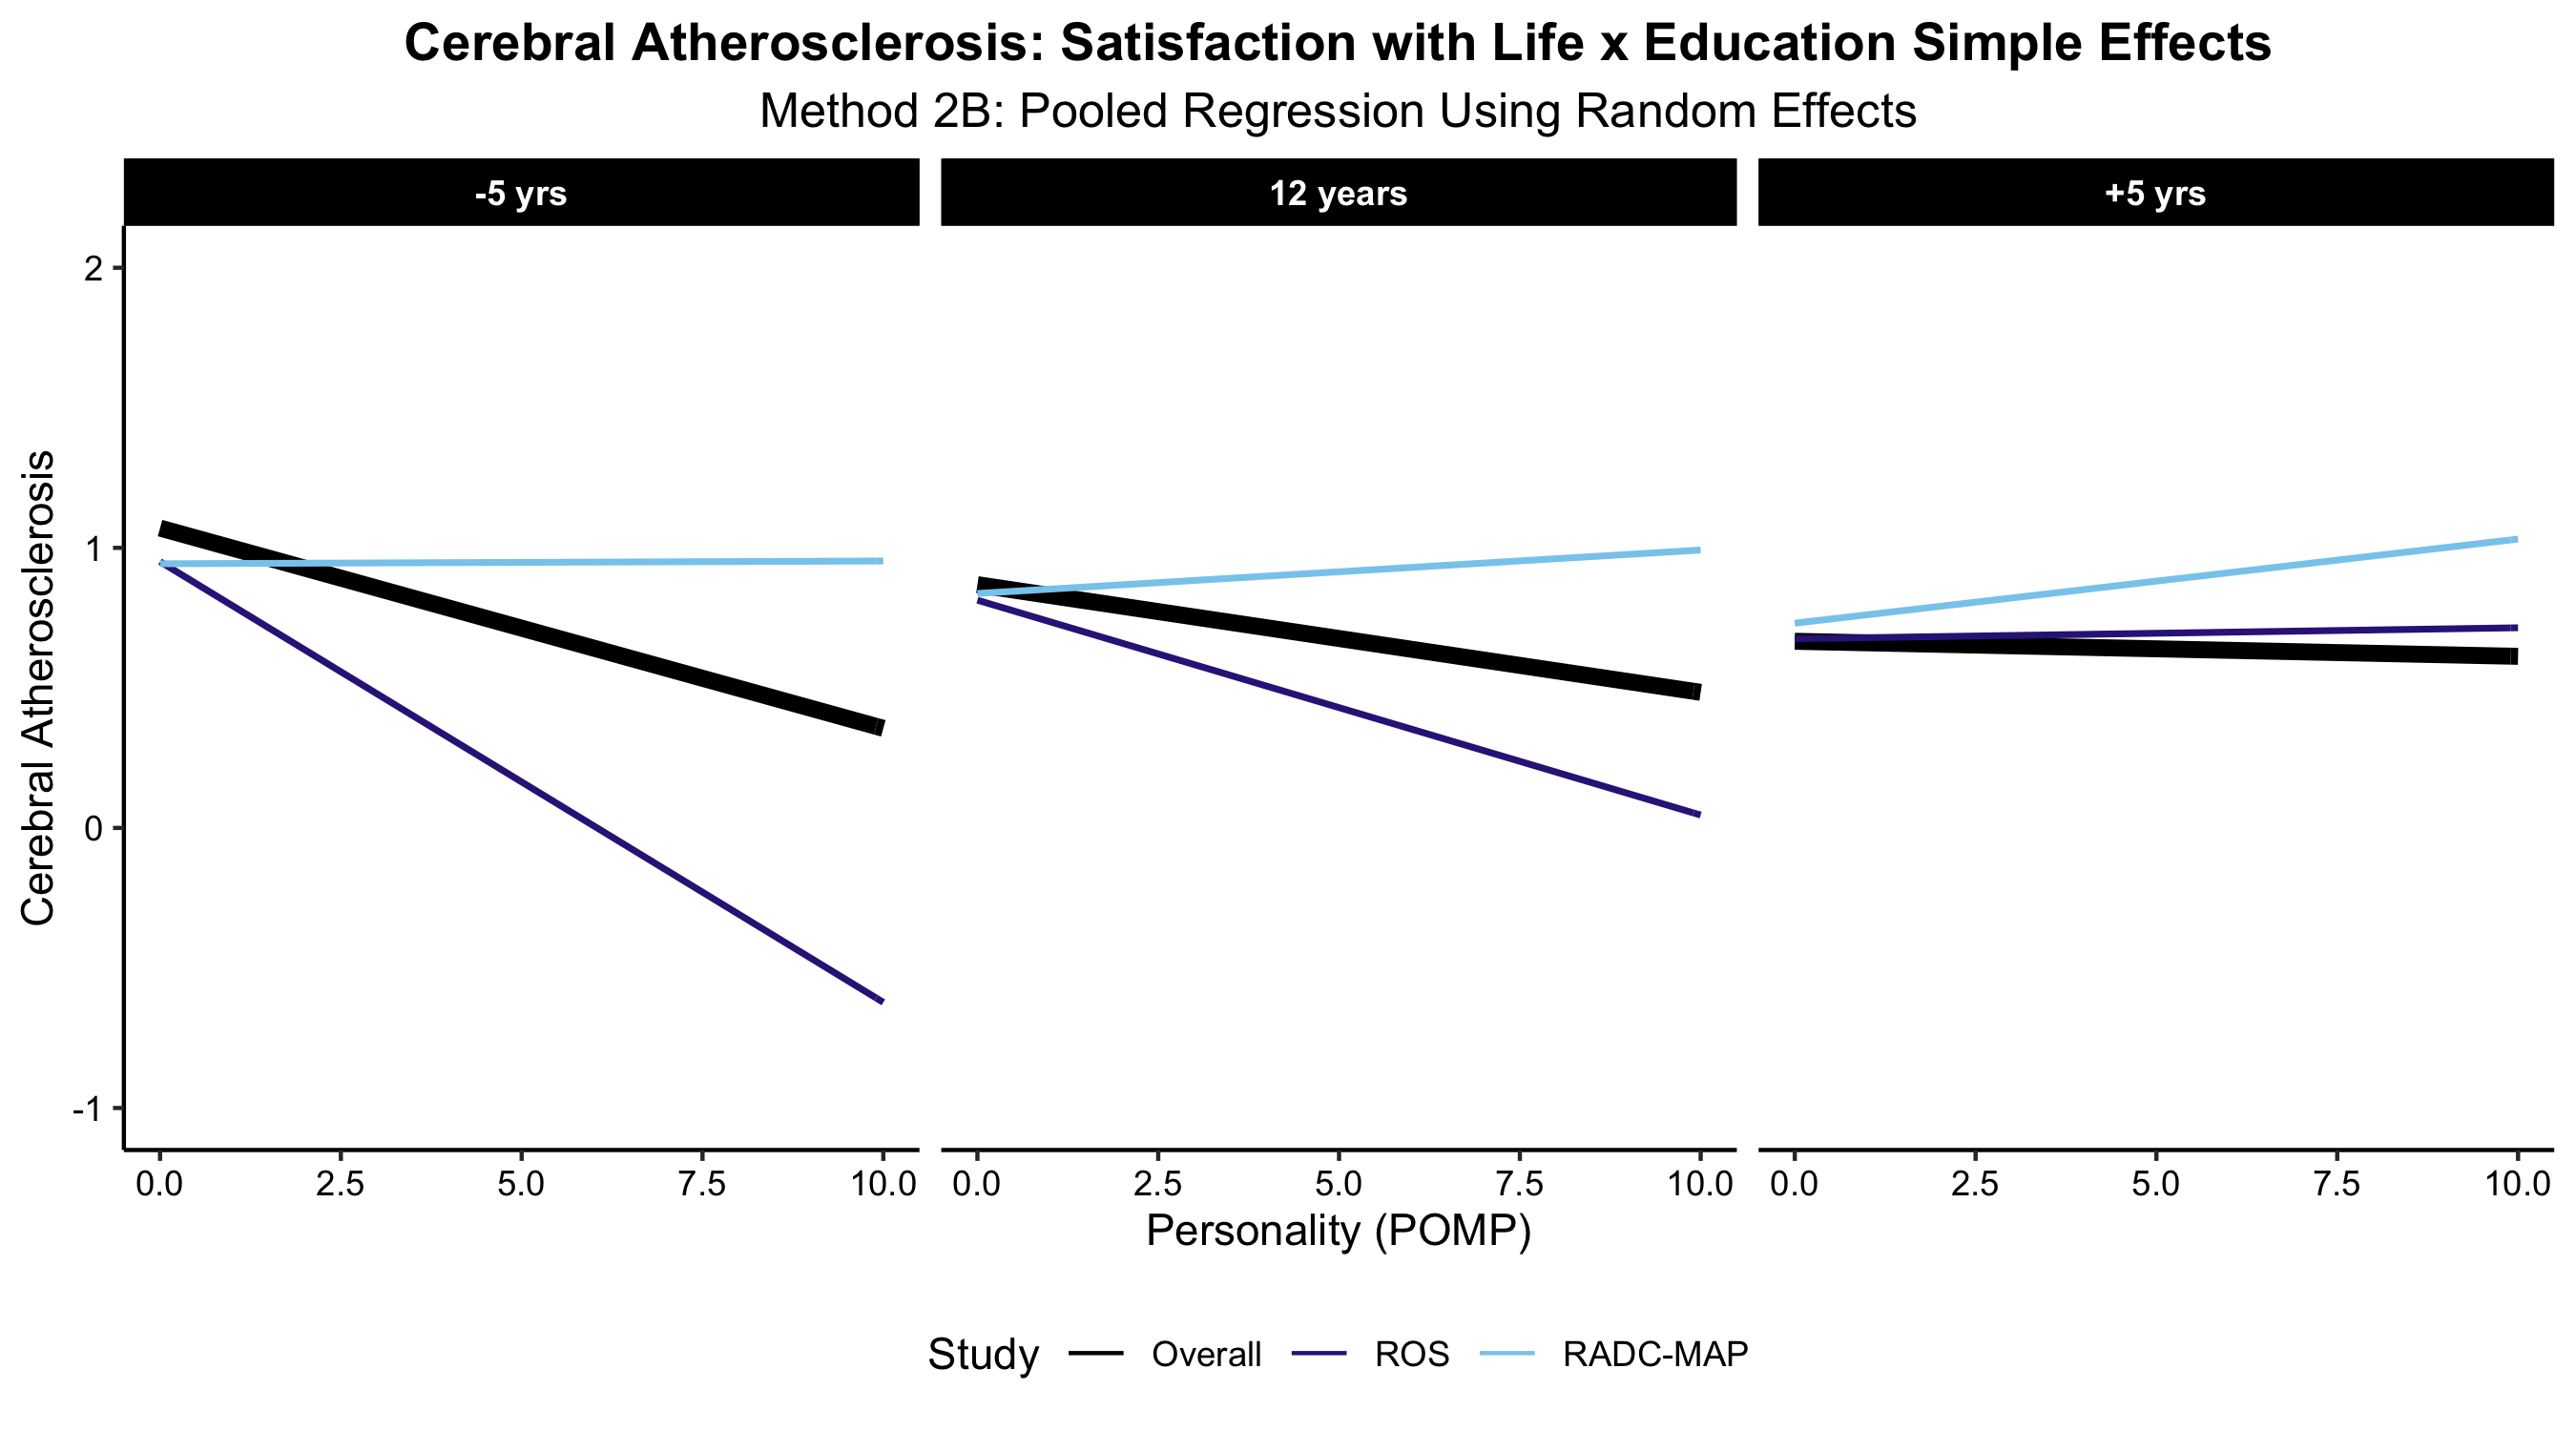 Cerebral Atherosclerosis: Satisfaction with Life x Education Simple Effects
Method 2B: Pooled Regression Using Random Effects
-5 yrs
12 years
+5 yrs
Cerebral Atherosclerosis
2
1
0
-1
0.0 2.5 5.0 7.5 10.0 0.0 2.5 5.0 7.5 10.0 0.0 2.5 5.0 7.5 10.0
Personality (POMP)
Study Overall ROS RADC-MAP